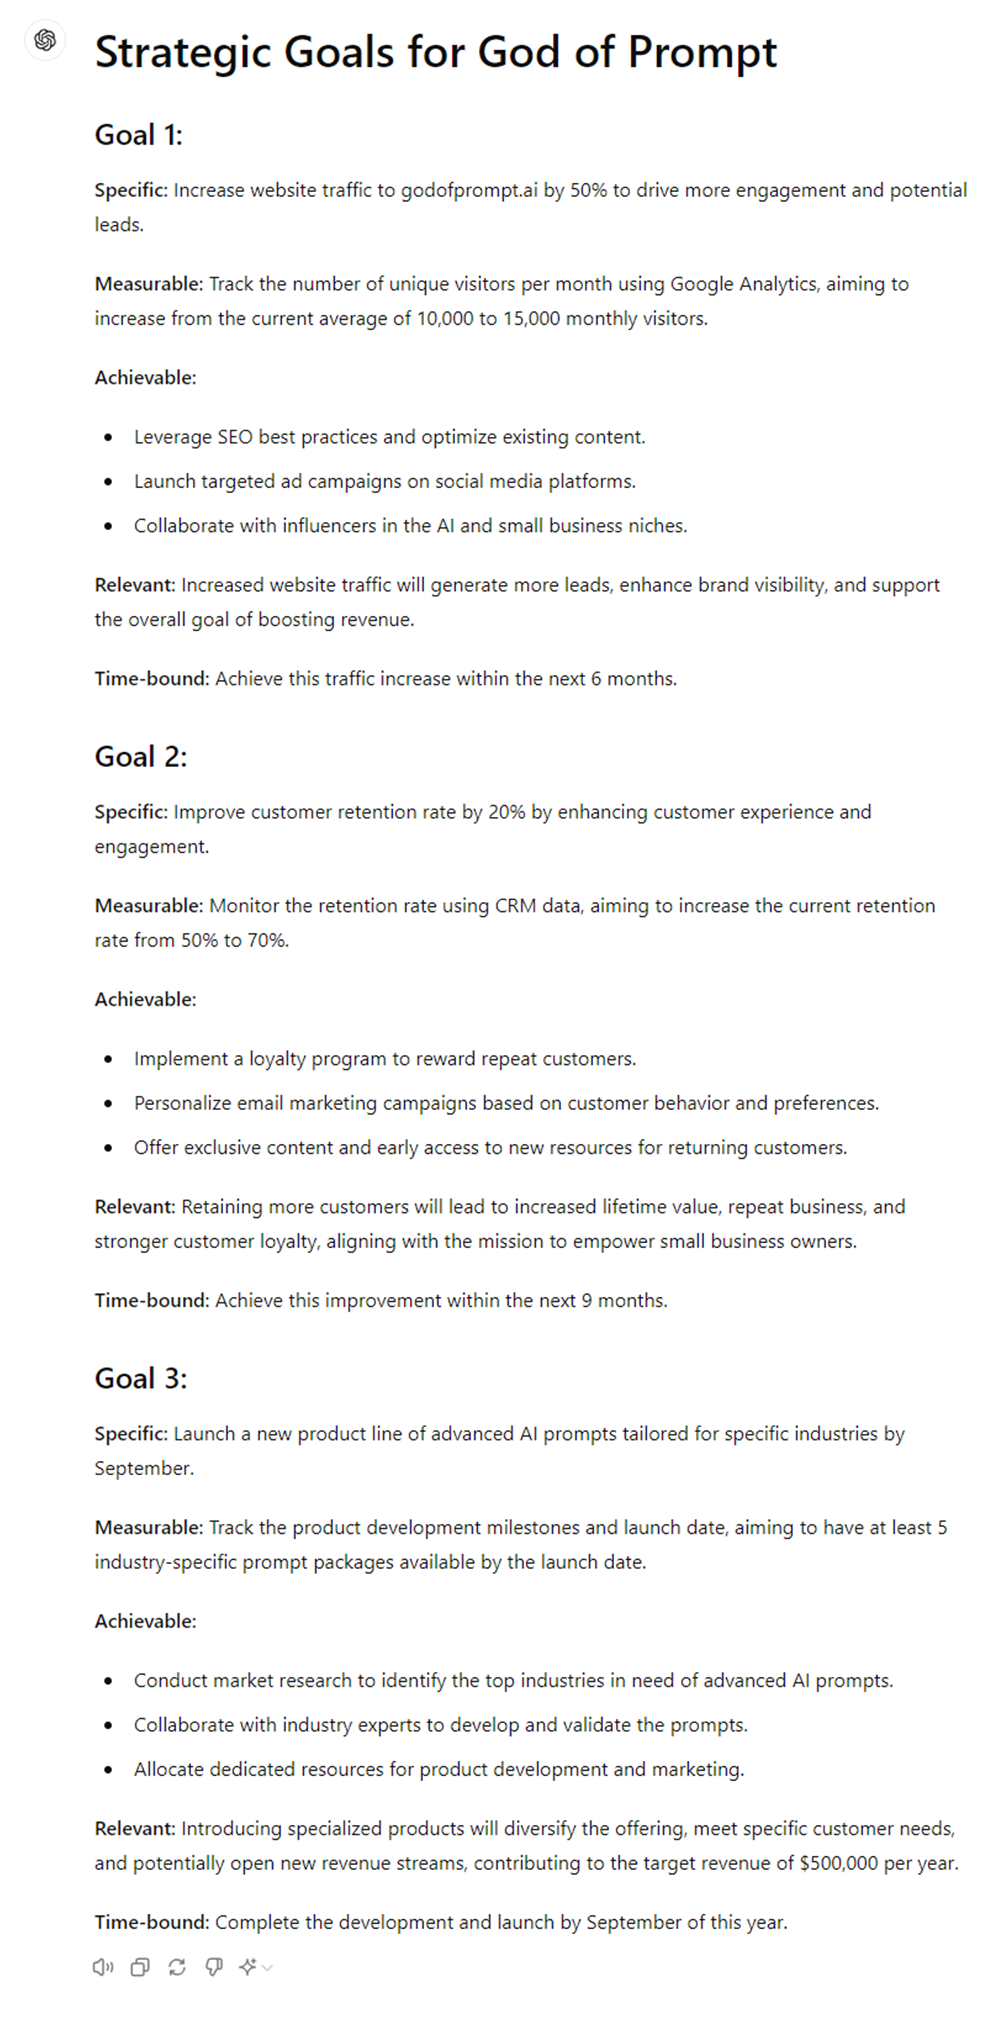 Strategic Goals for God of Prompt
Goal 1:
Specific: Increase website traffic to godofprompt.ai by 50% to drive more engagement and potential
leads.
Measurable: Track the number of unique visitors per month using Google Analytics, aiming to
increase from the current average of 10,000 to 15,000 monthly visitors.
Achievable:
• Leverage SEO best practices and optimize existing content.
• Launch targeted ad campaigns on social media platforms.
• Collaborate with influencers in the AI and small business niches.
Relevant: Increased website traffic will generate more leads, enhance brand visibility, and support
the overall goal of boosting revenue.
Time-bound: Achieve this traffic increase within the next 6 months.
Goal 2:
Specific: Improve customer retention rate by 20% by enhancing customer experience and
engagement.
Measurable: Monitor the retention rate using CRM data, aiming to increase the current retention
rate from 50% to 70%.
Achievable:
• Implement a loyalty program to reward repeat customers.
• Personalize email marketing campaigns based on customer behavior and preferences.
• Offer exclusive content and early access to new resources for returning customers.
Relevant: Retaining more customers will lead to increased lifetime value, repeat business, and
stronger customer loyalty, aligning with the mission to empower small business owners.
Time-bound: Achieve this improvement within the next 9 months.
Goal 3:
Specific: Launch a new product line of advanced AI prompts tailored for specific industries by
September.
Measurable: Track the product development milestones and launch date, aiming to have at least 5
industry-specific prompt packages available by the launch date.
Achievable:
• Conduct market research to identify the top industries in need of advanced AI prompts.
• Collaborate with industry experts to develop and validate the prompts.
• Allocate dedicated resources for product development and marketing.
Relevant: Introducing specialized products will diversify the offering, meet specific customer needs,
and potentially open new revenue streams, contributing to the target revenue of $500,000 per year.
Time-bound: Complete the development and launch by September of this year.